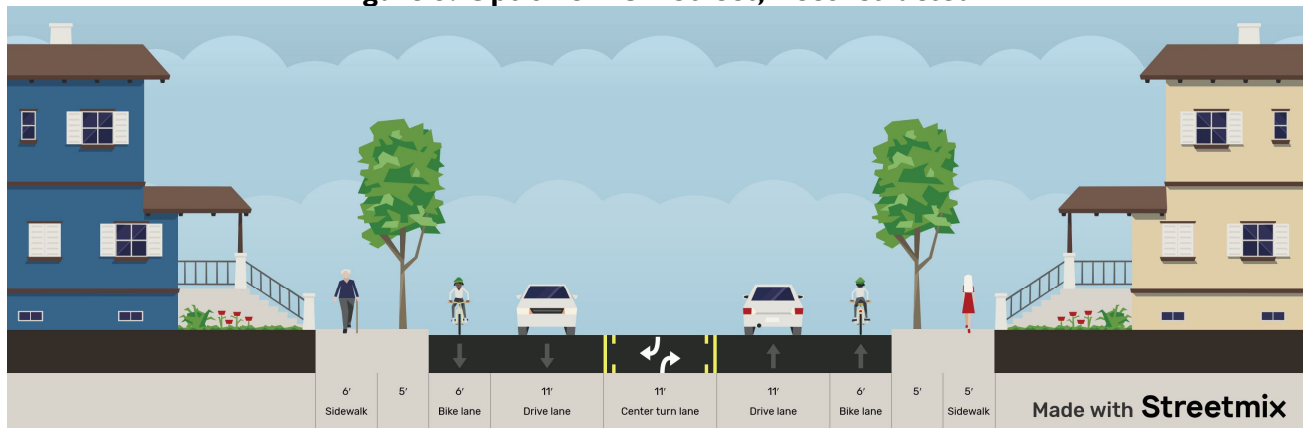 6′ 5′ 6′ 11′ 11′ 11′ 6′ 5′ 5′
Sidewalk Bike lane Drive lane Center turn lane Drive lane Bike lane Sidewalk
Made with Streetmix